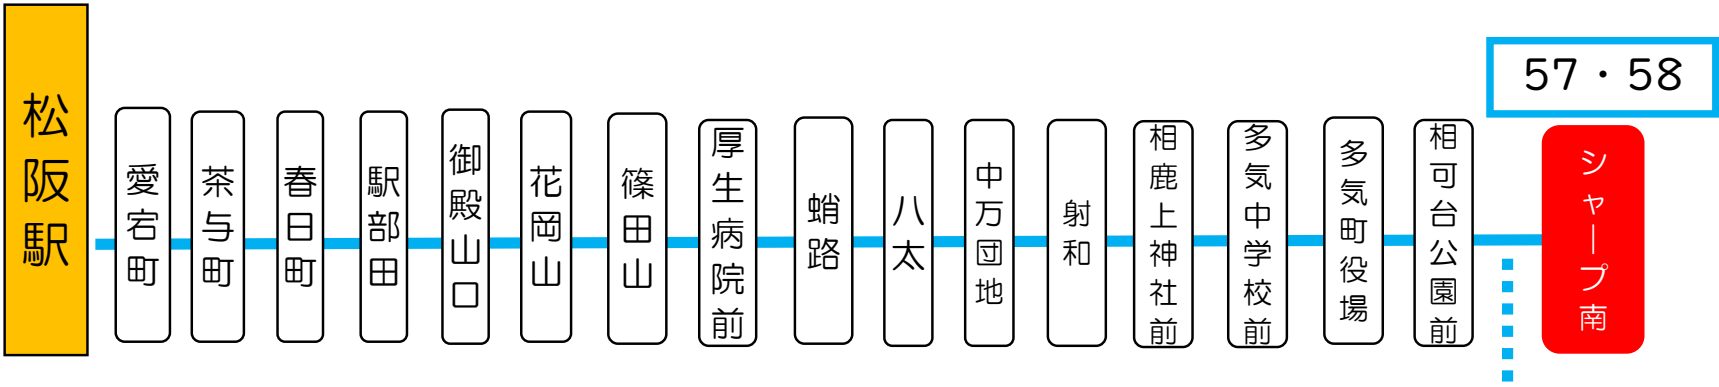 松阪駅
愛宕町
茶与町
春日町
駅部田
御殿山口
花岡山
篠田山
厚生病院前
蛸路
八太
中万団地
射和
相鹿上神社前
多気中学校前
多気町役場
相可台公園前
57・58
シャープ南